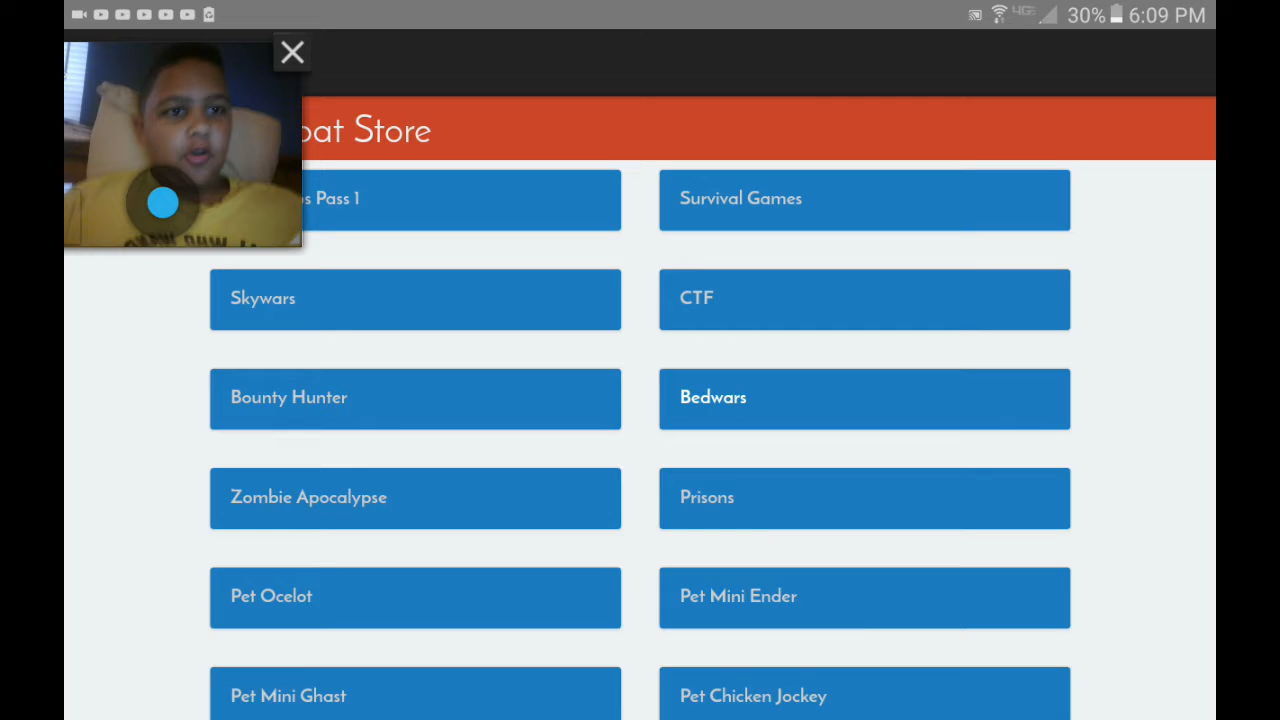 30% 6:09 PM
Store
Pass 1
Survival Games
Skywars
CTF
Bounty Hunter
Bedwars
Zombie Apocalypse
Prisons
Pet Ocelot
Pet Mini Ender
Pet Mini Ghast
Pet Chicken Jockey